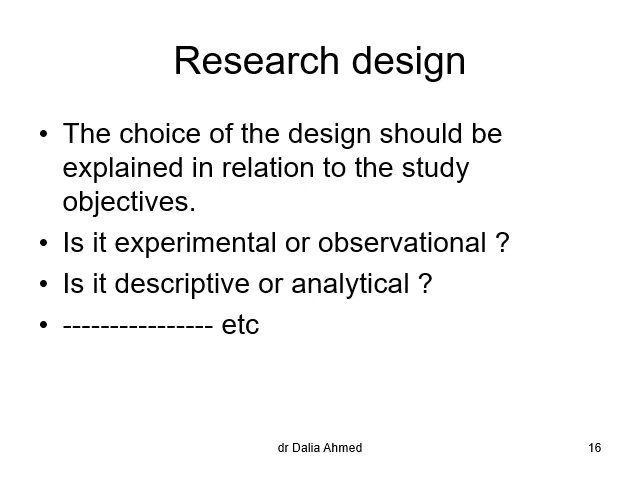 Research design
• The choice of the design should be
explained in relation to the study
objectives.
• Is it experimental or observational ?
• Is it descriptive or analytical ?
• ---------------- etc
dr Dalia Ahmed
16